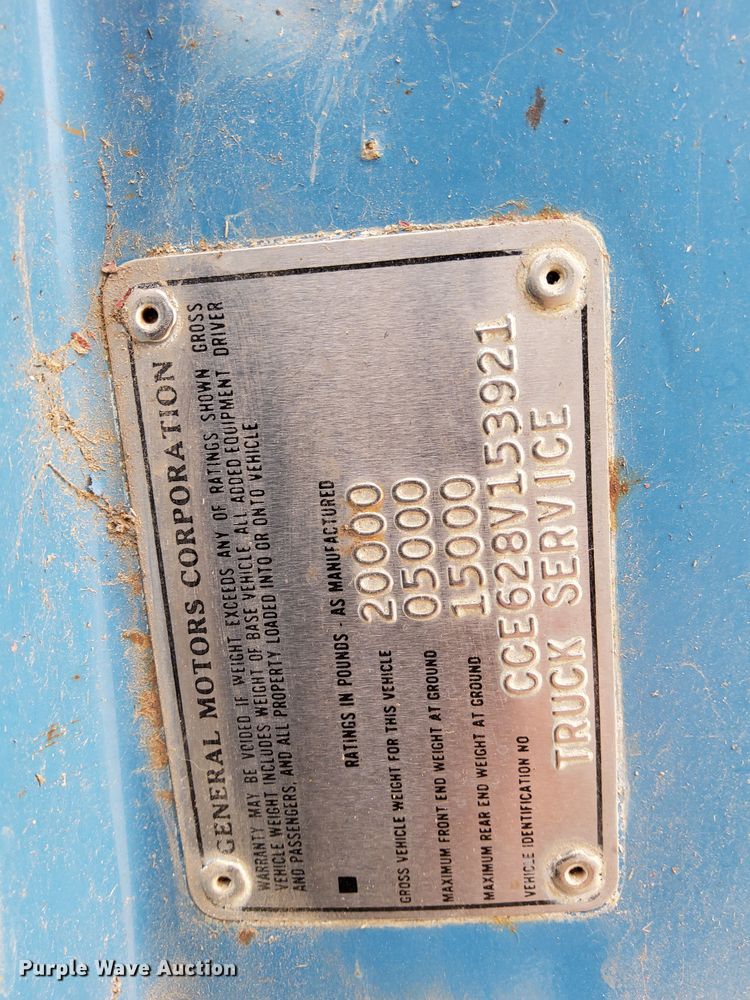 GENERAL MOTORS CORPORATION
WARRANTY MAY BE VOIDED IF WEIGHT EXCEEDS ANY OF RATINGS SHOWN GROSS
VEHICLE WEIGHT INCLUDES WEIGHT OF BASE VEHICLE ALL ADDED EQUIPMENT DRIVER
AND PASSENGERS, AND ALL PROPERTY LOADED INTO OR ONTO VEHICLE
RATINGS IN POUNDS - AS MANUFACTURED
GROSS VEHICLE WEIGHT FOR THIS VEHICLE 20000
MAXIMUM FRONT END WEIGHT AT GROUND 05000
MAXIMUM REAR END WEIGHT AT GROUND 15000
VEHICLE IDENTIFICATION NO CCE628V153921
TRUCK SERVICE
Purple Wave Auction